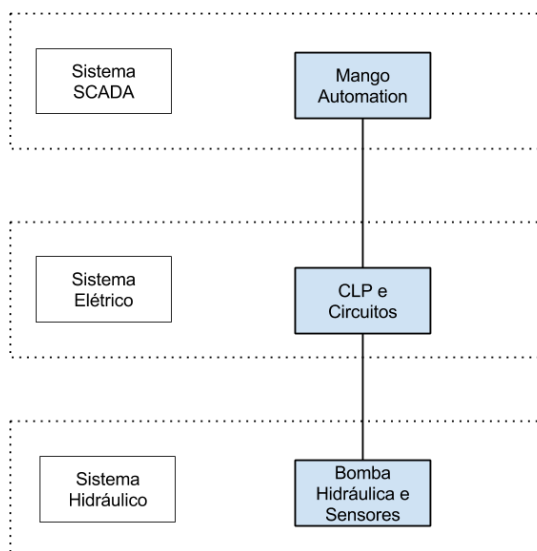 Sistema
SCADA
Mango
Automation
Sistema
Elétrico
CLP e
Circuitos
Sistema
Hidráulico
Bomba
Hidráulica e
Sensores